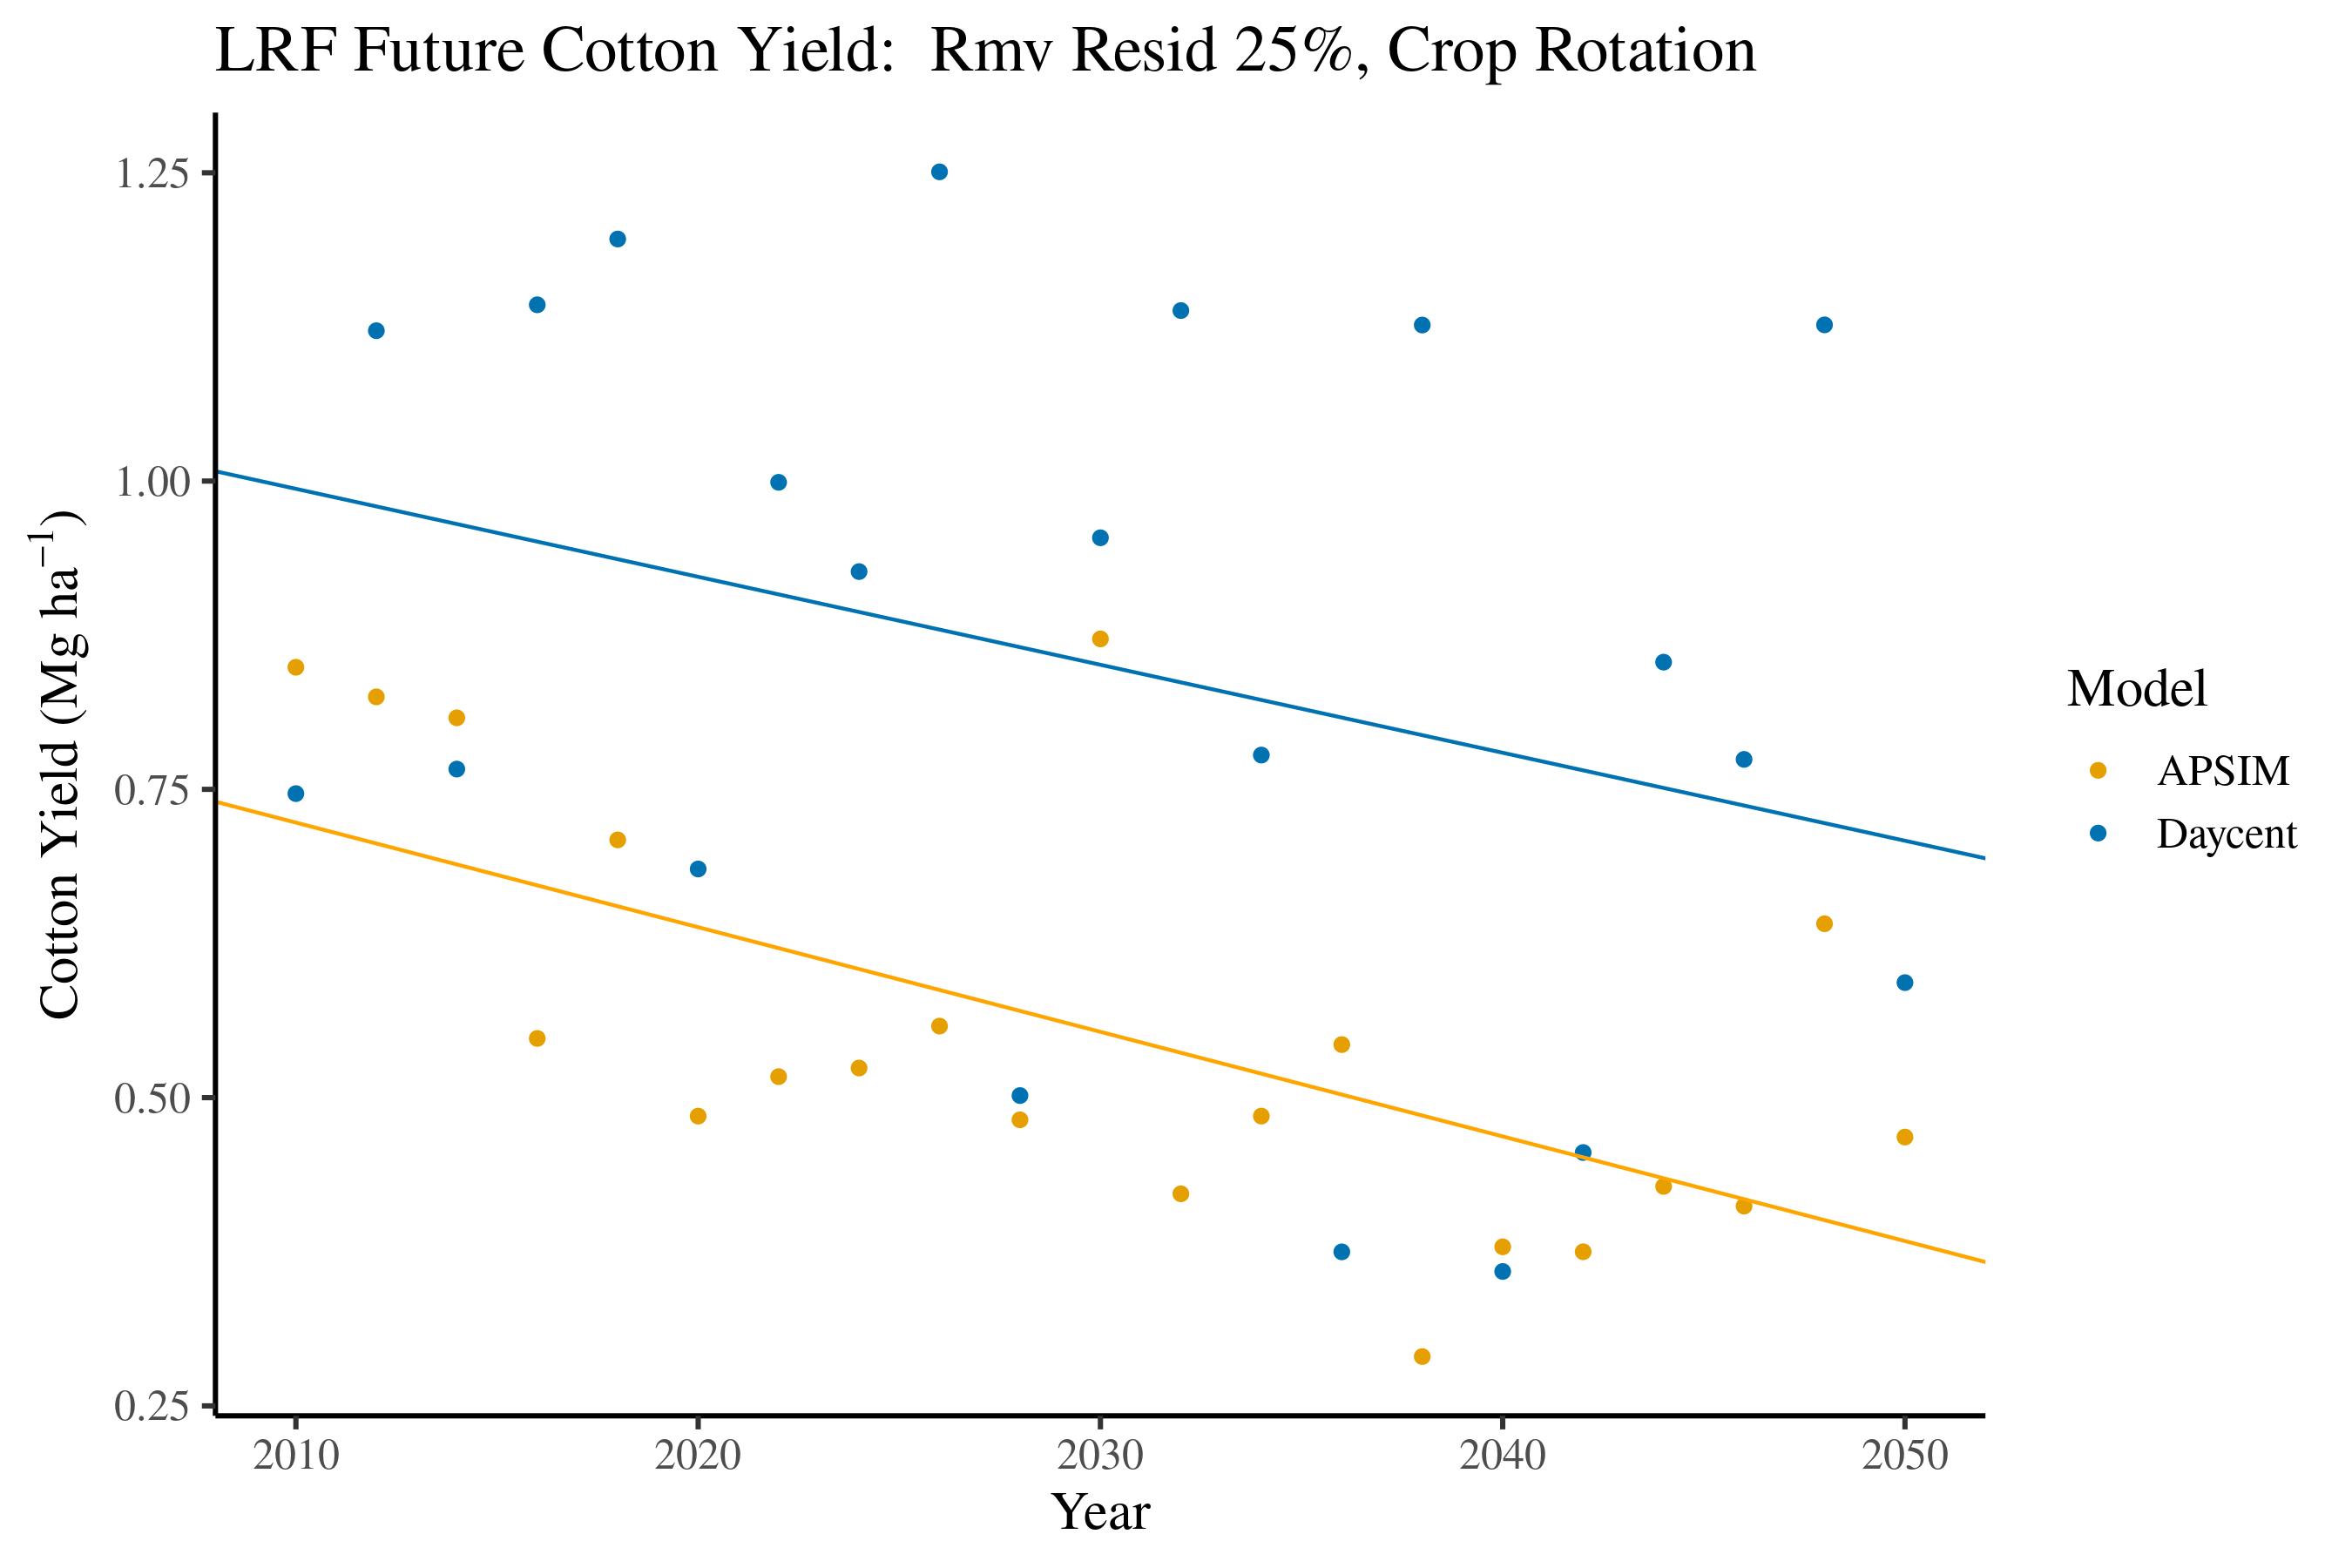 LRF Future Cotton Yield:  Rmv Resid 25%, Crop Rotation
Cotton Yield (Mg ha⁻¹)
1.25
1.00
0.75
0.50
0.25
2010 2020 2030 2040 2050
Year
Model
APSIM
Daycent